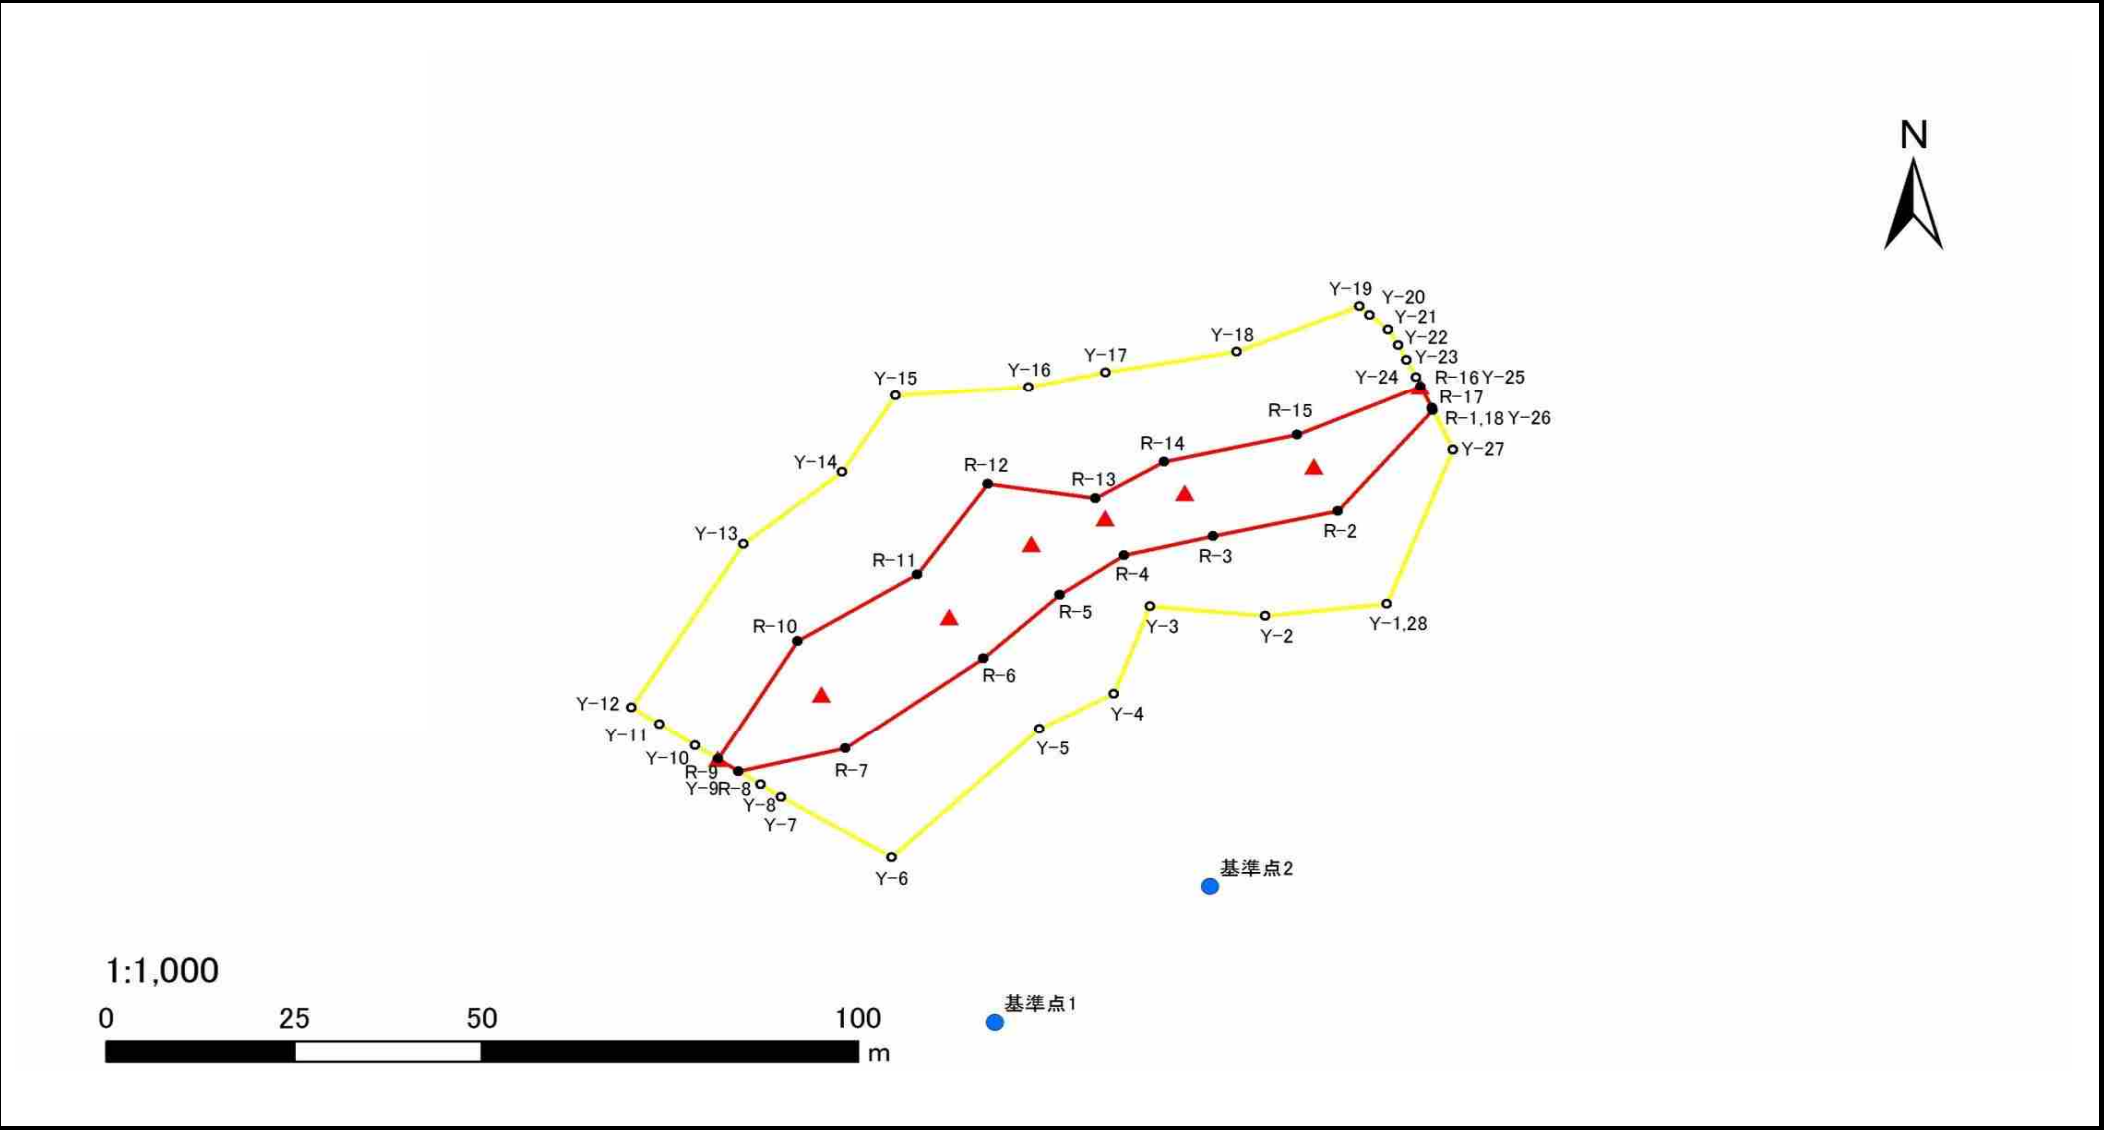 N
Y-19
Y-20
Y-21
Y-18
Y-22
Y-17
Y-23
Y-16
Y-15
Y-24
R-16 Y-25
R-17
R-15
R-1,18 Y-26
R-14
Y-27
Y-14
R-12
R-13
Y-13
R-2
R-11
R-3
R-4
R-5
R-10
Y-3
Y-1,28
Y-2
R-6
Y-12
Y-4
Y-11
Y-5
Y-10
R-9
R-7
Y-9 R-8
Y-8
Y-7
基準点2
Y-6
1:1,000
基準点1
0 25 50 100
m